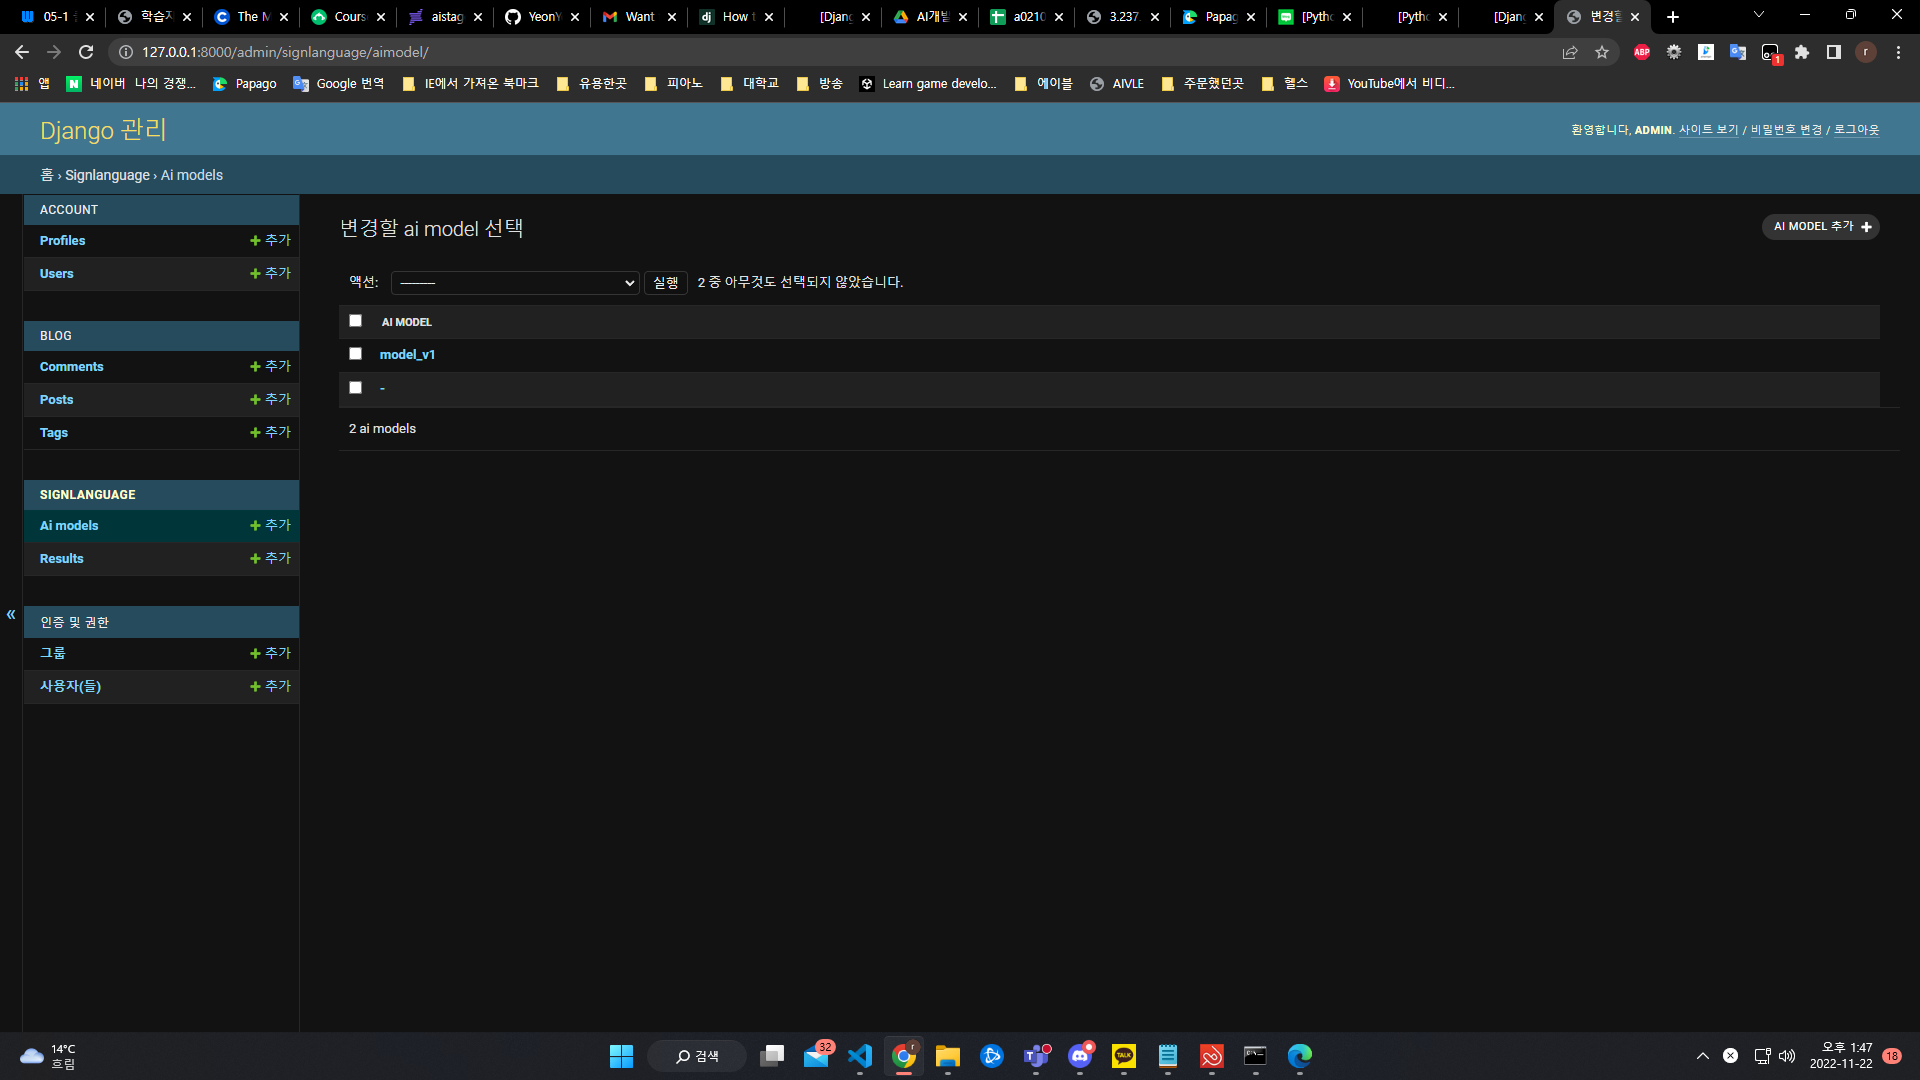 05-1
학습자
The M
Cours
aistag
YeonY
Want
How t
[Djang
AI개발
a0210
3.237.
Papag
[Pytho
[Pytho
[Djang
변경할
127.0.0.1:8000/admin/signlanguage/aimodel/
앱
네이버
나의 경쟁...
Papago
Google 번역
IE에서 가져온 북마크
유용한곳
피아노
대학교
방송
Learn game develo...
에이블
AIVLE
주문했던곳
헬스
YouTube에서 비디...
Django 관리
환영합니다, ADMIN. 사이트 보기 / 비밀번호 변경 / 로그아웃
홈 › Signlanguage › Ai models
ACCOUNT
Profiles 추가
Users 추가
BLOG
Comments 추가
Posts 추가
Tags 추가
SIGNLANGUAGE
Ai models 추가
Results 추가
인증 및 권한
그룹 추가
사용자(들) 추가
«
변경할 ai model 선택
AI MODEL 추가
액션: --------- 실행 2 중 아무것도 선택되지 않았습니다.
AI MODEL
model_v1
-
2 ai models
14°C
흐림
검색
32
오후 1:47
2022-11-22
18